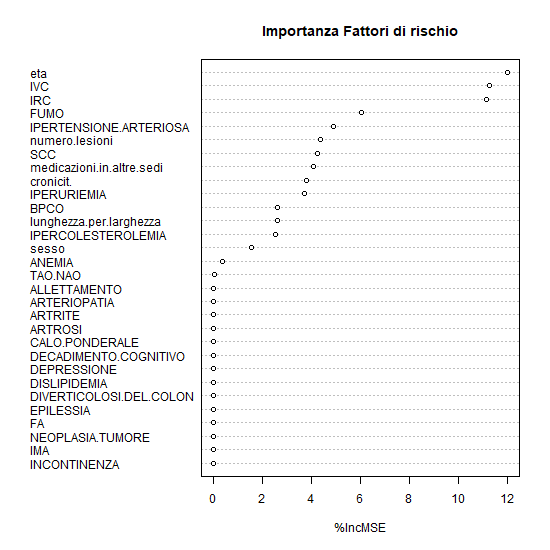 Importanza Fattori di rischio
eta
IVC
IRC
FUMO
IPERTENSIONE.ARTERIOSA
numero.lesioni
SCC
medicazioni.in.altre.sedi
cronicit.
IPERURIEMIA
BPCO
lunghezza.per.larghezza
IPERCOLESTEROLEMIA
sesso
ANEMIA
TAO.NAO
ALLETTAMENTO
ARTERIOPATIA
ARTRITE
ARTROSI
CALO.PONDERALE
DECADIMENTO.COGNITIVO
DEPRESSIONE
DISLIPIDEMIA
DIVERTICOLOSI.DEL.COLON
EPILESSIA
FA
NEOPLASIA.TUMORE
IMA
INCONTINENZA
0 2 4 6 8 10 12
%IncMSE